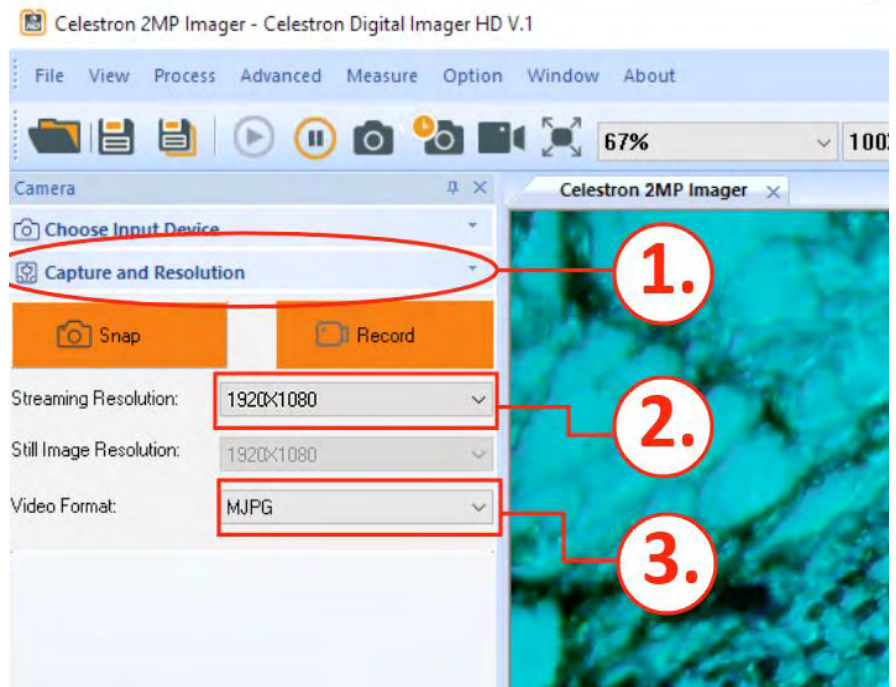 Celestron 2MP Imager - Celestron Digital Imager HD V.1
File View Process Advanced Measure Option Window About
67%
Camera
Celestron 2MP Imager
Choose Input Device
Capture and Resolution
1.
Snap
Record
Streaming Resolution: 1920X1080
2.
Still Image Resolution: 1920X1080
Video Format: MJPG
3.